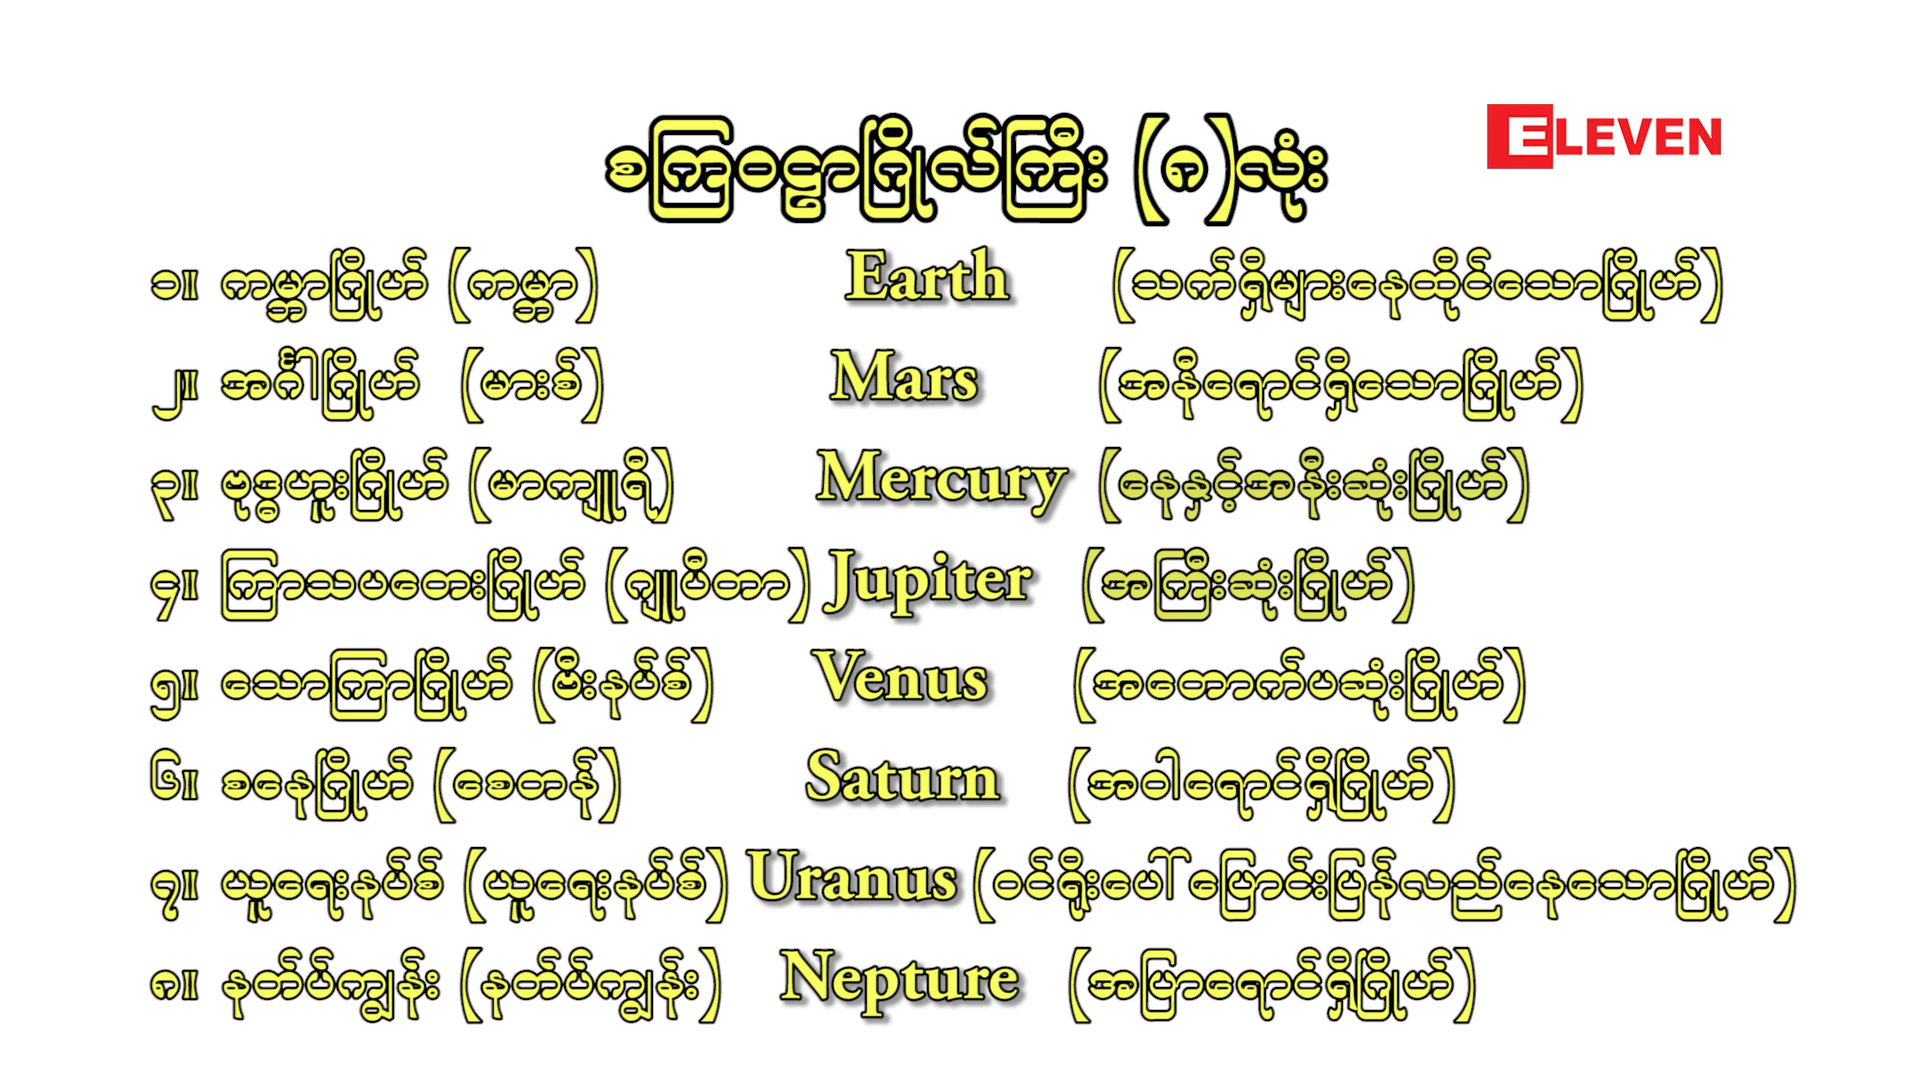 ELEVEN
စကြဝဠာဂြိုလ်ကြီး (၈)လုံး
၁။ ကမ္ဘာဂြိုဟ် (ကမ္ဘာ) Earth (သက်ရှိများနေထိုင်သောဂြိုဟ်)
၂။ အင်္ဂါဂြိုဟ် (မားစ်) Mars (အနီရောင်ရှိသောဂြိုဟ်)
၃။ ဗုဒ္ဓဟူးဂြိုဟ် (မာကျူရီ) Mercury (နေနှင့်အနီးဆုံးဂြိုဟ်)
၄။ ကြာသပတေးဂြိုဟ် (ဂျူပီတာ) Jupiter (အကြီးဆုံးဂြိုဟ်)
၅။ သောကြာဂြိုဟ် (ဗီးနပ်စ်) Venus (အတောက်ပဆုံးဂြိုဟ်)
၆။ စနေဂြိုဟ် (စေတန်) Saturn (အဝါရောင်ရှိဂြိုဟ်)
၇။ ယူရေးနပ်စ် (ယူရေးနပ်စ်) Uranus (ဝင်ရိုးပေါ် ပြောင်းပြန်လည်နေသောဂြိုဟ်)
၈။ နတ်ပ်ကျွန်း (နတ်ပ်ကျွန်း) Nepture (အပြာရောင်ရှိဂြိုဟ်)